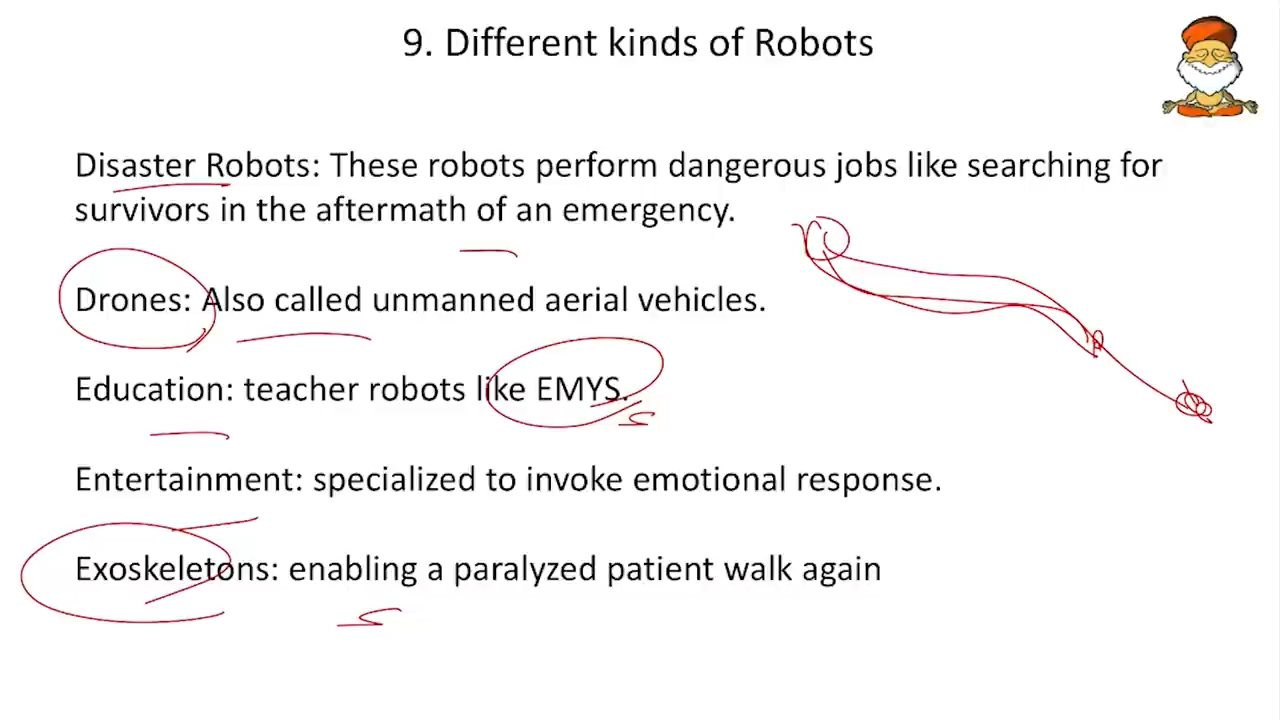 9. Different kinds of Robots
Disaster Robots: These robots perform dangerous jobs like searching for
survivors in the aftermath of an emergency.
Drones: Also called unmanned aerial vehicles.
Education: teacher robots like EMYS.
Entertainment: specialized to invoke emotional response.
Exoskeletons: enabling a paralyzed patient walk again